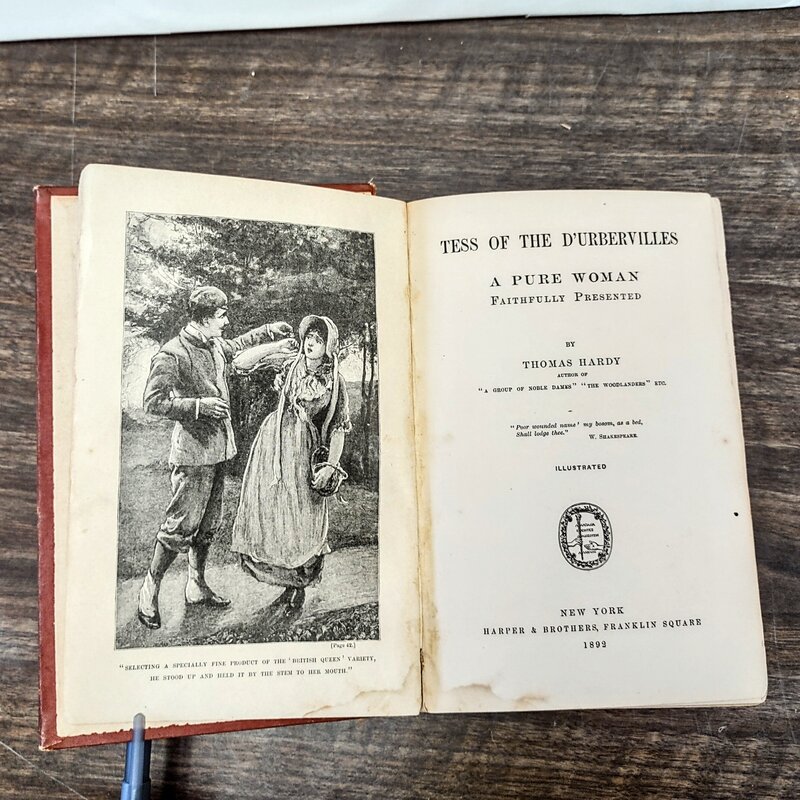 [Page 42.]
"SELECTING A SPECIALLY FINE PRODUCT OF THE 'BRITISH QUEEN' VARIETY,
HE STOOD UP AND HELD IT BY THE STEM TO HER MOUTH."
TESS OF THE D'URBERVILLES
A PURE WOMAN
FAITHFULLY PRESENTED
BY
THOMAS HARDY
AUTHOR OF
"A GROUP OF NOBLE DAMES" "THE WOODLANDERS" ETC.
"Poor wounded name! my bosom, as a bed,
Shall lodge thee." W. SHAKESPEARE.
ILLUSTRATED
NEW YORK
HARPER & BROTHERS, FRANKLIN SQUARE
1892